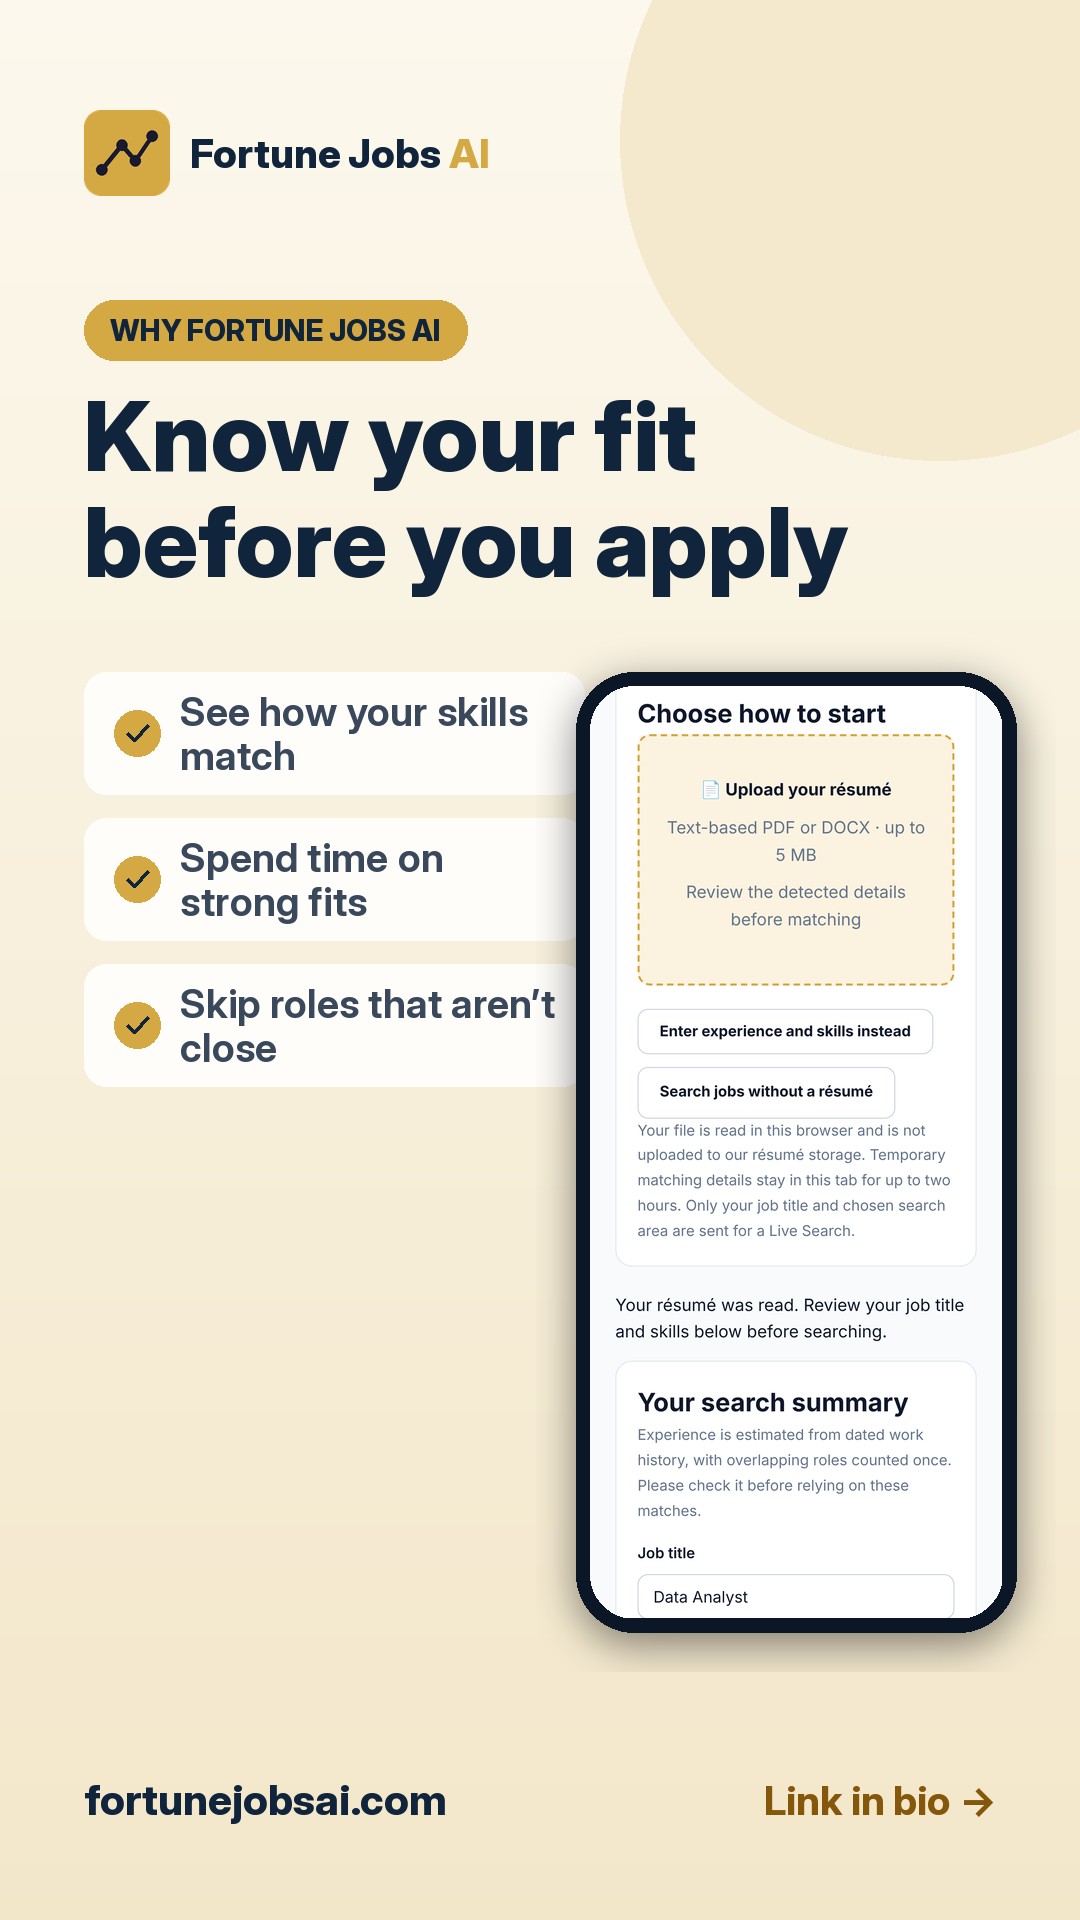 Fortune Jobs AI
WHY FORTUNE JOBS AI
Know your fit
before you apply
See how your skills
match
Spend time on
strong fits
Skip roles that aren’t
close
Choose how to start
📄 Upload your résumé
Text-based PDF or DOCX · up to
5 MB
Review the detected details
before matching
Enter experience and skills instead
Search jobs without a résumé
Your file is read in this browser and is not
uploaded to our résumé storage. Temporary
matching details stay in this tab for up to two
hours. Only your job title and chosen search
area are sent for a Live Search.
Your résumé was read. Review your job title
and skills below before searching.
Your search summary
Experience is estimated from dated work
history, with overlapping roles counted once.
Please check it before relying on these
matches.
Job title
Data Analyst
fortunejobsai.com
Link in bio →